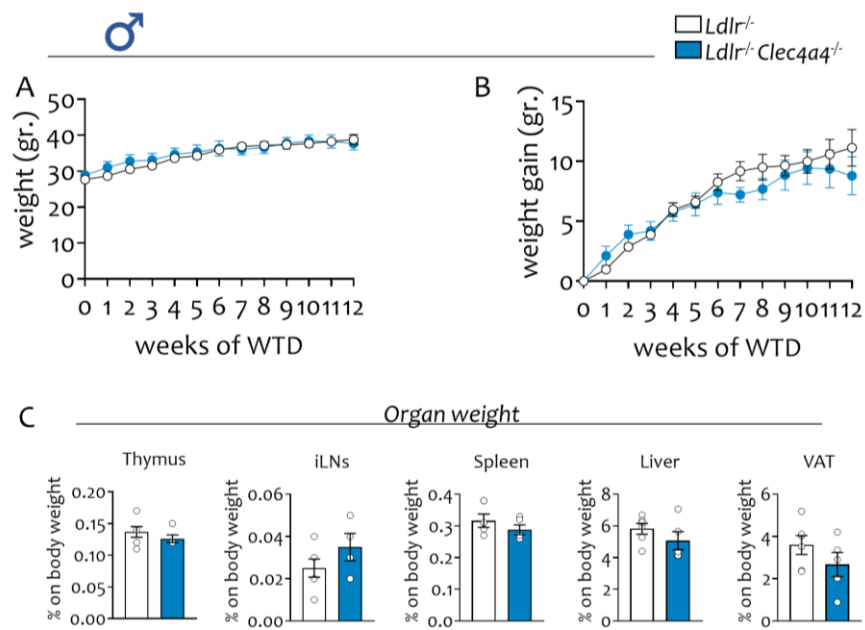 ♂
Ldlr-/-
Ldlr-/- Clec4a4-/-
A
weight (gr.)
50
40
30
20
10
0
0 1 2 3 4 5 6 7 8 9 10 11 12
weeks of WTD
B
weight gain (gr.)
15
10
5
0
0 1 2 3 4 5 6 7 8 9 10 11 12
weeks of WTD
C
Organ weight
Thymus
% on body weight
0.20
0.15
0.10
0.05
0.00
iLNs
% on body weight
0.06
0.04
0.02
0.00
Spleen
% on body weight
0.4
0.3
0.2
0.1
0.0
Liver
% on body weight
8
6
4
2
0
VAT
% on body weight
6
4
2
0